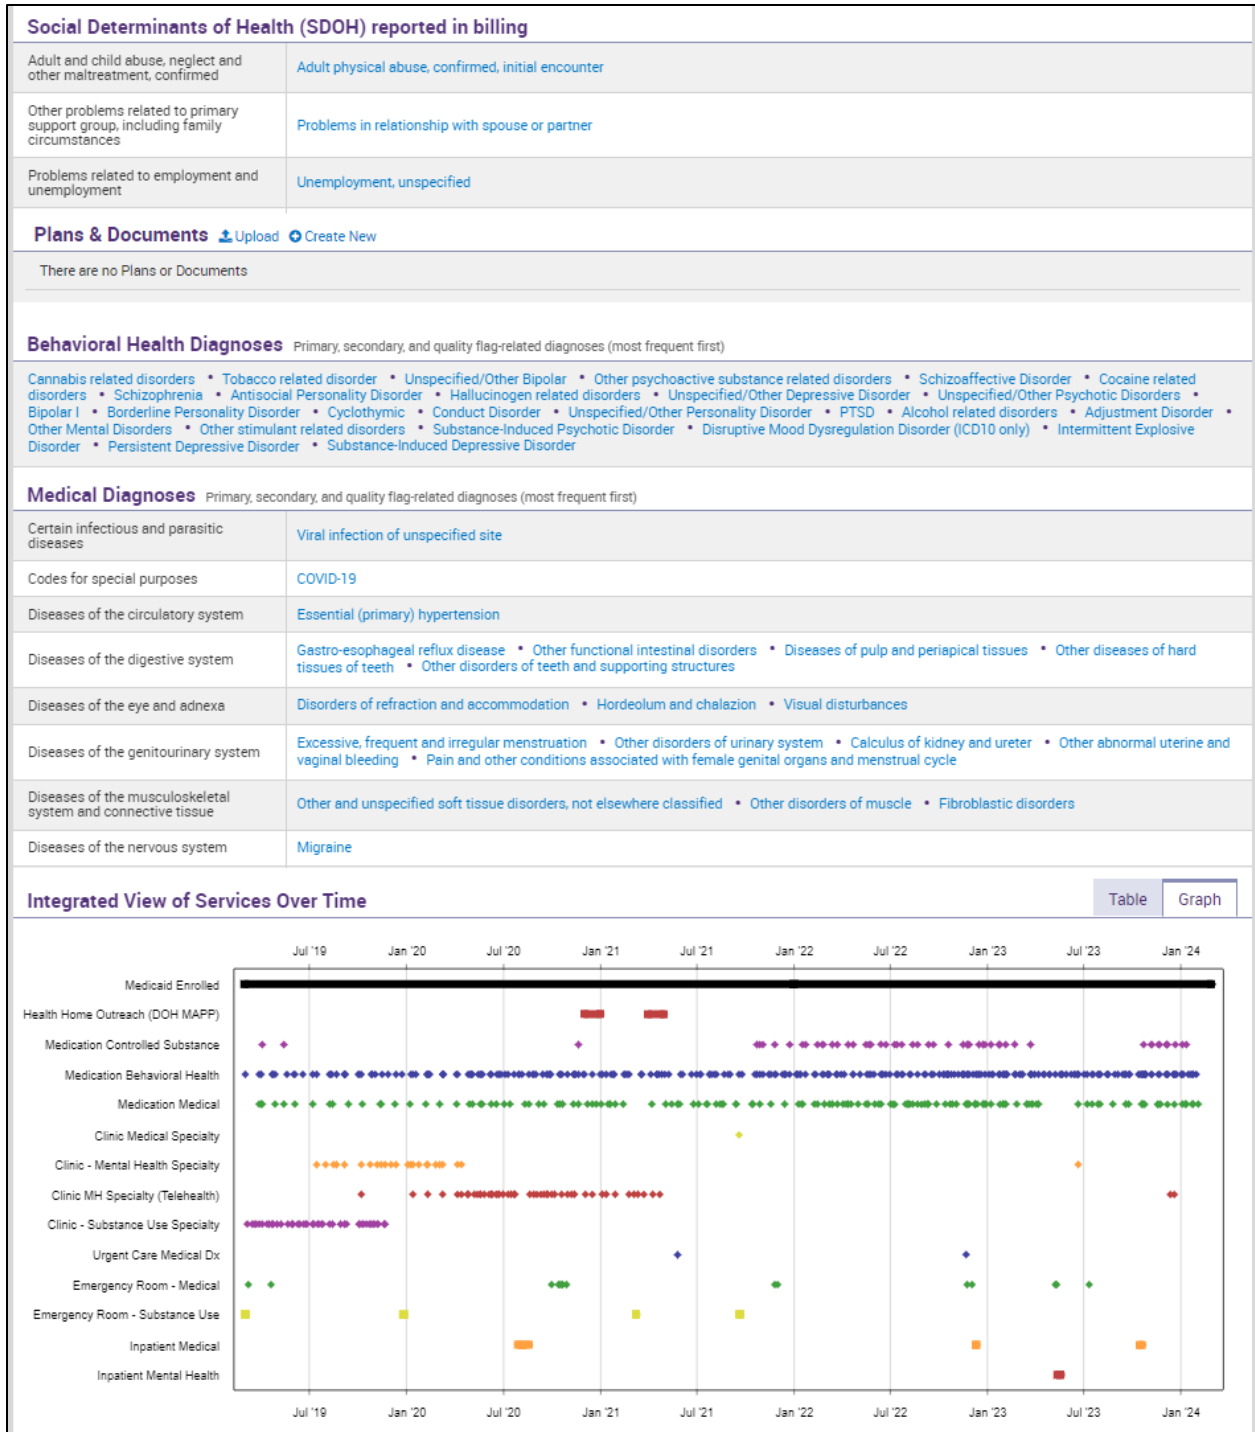 Social Determinants of Health (SDOH) reported in billing
Adult and child abuse, neglect and
other maltreatment, confirmed
Adult physical abuse, confirmed, initial encounter
Other problems related to primary
support group, including family
circumstances
Problems in relationship with spouse or partner
Problems related to employment and
unemployment
Unemployment, unspecified
Plans & Documents Upload Create New
There are no Plans or Documents
Behavioral Health Diagnoses Primary, secondary, and quality flag-related diagnoses (most frequent first)
Cannabis related disorders • Tobacco related disorder • Unspecified/Other Bipolar • Other psychoactive substance related disorders • Schizoaffective Disorder • Cocaine related
disorders • Schizophrenia • Antisocial Personality Disorder • Hallucinogen related disorders • Unspecified/Other Depressive Disorder • Unspecified/Other Psychotic Disorders •
Bipolar I • Borderline Personality Disorder • Cyclothymic • Conduct Disorder • Unspecified/Other Personality Disorder • PTSD • Alcohol related disorders • Adjustment Disorder •
Other Mental Disorders • Other stimulant related disorders • Substance-Induced Psychotic Disorder • Disruptive Mood Dysregulation Disorder (ICD10 only) • Intermittent Explosive
Disorder • Persistent Depressive Disorder • Substance-Induced Depressive Disorder
Medical Diagnoses Primary, secondary, and quality flag-related diagnoses (most frequent first)
Certain infectious and parasitic
diseases
Viral infection of unspecified site
Codes for special purposes
COVID-19
Diseases of the circulatory system
Essential (primary) hypertension
Diseases of the digestive system
Gastro-esophageal reflux disease • Other functional intestinal disorders • Diseases of pulp and periapical tissues • Other diseases of hard
tissues of teeth • Other disorders of teeth and supporting structures
Diseases of the eye and adnexa
Disorders of refraction and accommodation • Hordeolum and chalazion • Visual disturbances
Diseases of the genitourinary system
Excessive, frequent and irregular menstruation • Other disorders of urinary system • Calculus of kidney and ureter • Other abnormal uterine and
vaginal bleeding • Pain and other conditions associated with female genital organs and menstrual cycle
Diseases of the musculoskeletal
system and connective tissue
Other and unspecified soft tissue disorders, not elsewhere classified • Other disorders of muscle • Fibroblastic disorders
Diseases of the nervous system
Migraine
Integrated View of Services Over Time
Table Graph
Jul '19 Jan '20 Jul '20 Jan '21 Jul '21 Jan '22 Jul '22 Jan '23 Jul '23 Jan '24
Medicaid Enrolled
Health Home Outreach (DOH MAPP)
Medication Controlled Substance
Medication Behavioral Health
Medication Medical
Clinic Medical Specialty
Clinic - Mental Health Specialty
Clinic MH Specialty (Telehealth)
Clinic - Substance Use Specialty
Urgent Care Medical Dx
Emergency Room - Medical
Emergency Room - Substance Use
Inpatient Medical
Inpatient Mental Health
Jul '19 Jan '20 Jul '20 Jan '21 Jul '21 Jan '22 Jul '22 Jan '23 Jul '23 Jan '24